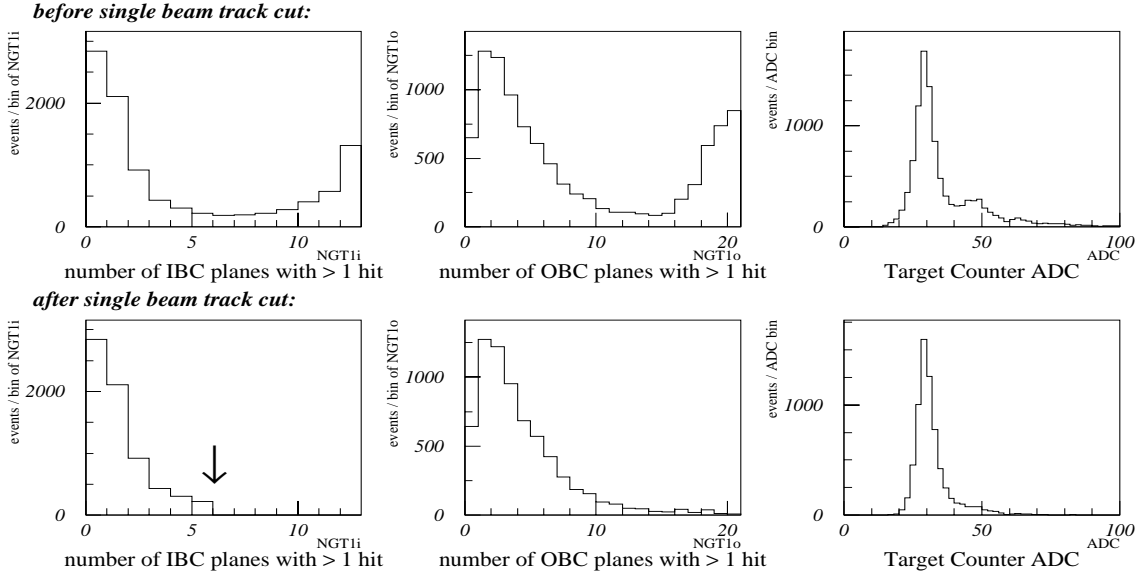 before single beam track cut:
events / bin of NGT1i
2000
0
0
5
10
NGT1i
number of IBC planes with > 1 hit
events / bin of NGT1o
1000
500
0
0
10
20
NGT1o
number of OBC planes with > 1 hit
events / ADC bin
1000
0
0
50
100
ADC
Target Counter ADC
after single beam track cut:
events / bin of NGT1i
2000
0
0
5
10
NGT1i
number of IBC planes with > 1 hit
events / bin of NGT1o
1000
500
0
0
10
20
NGT1o
number of OBC planes with > 1 hit
events / ADC bin
1000
0
0
50
100
ADC
Target Counter ADC